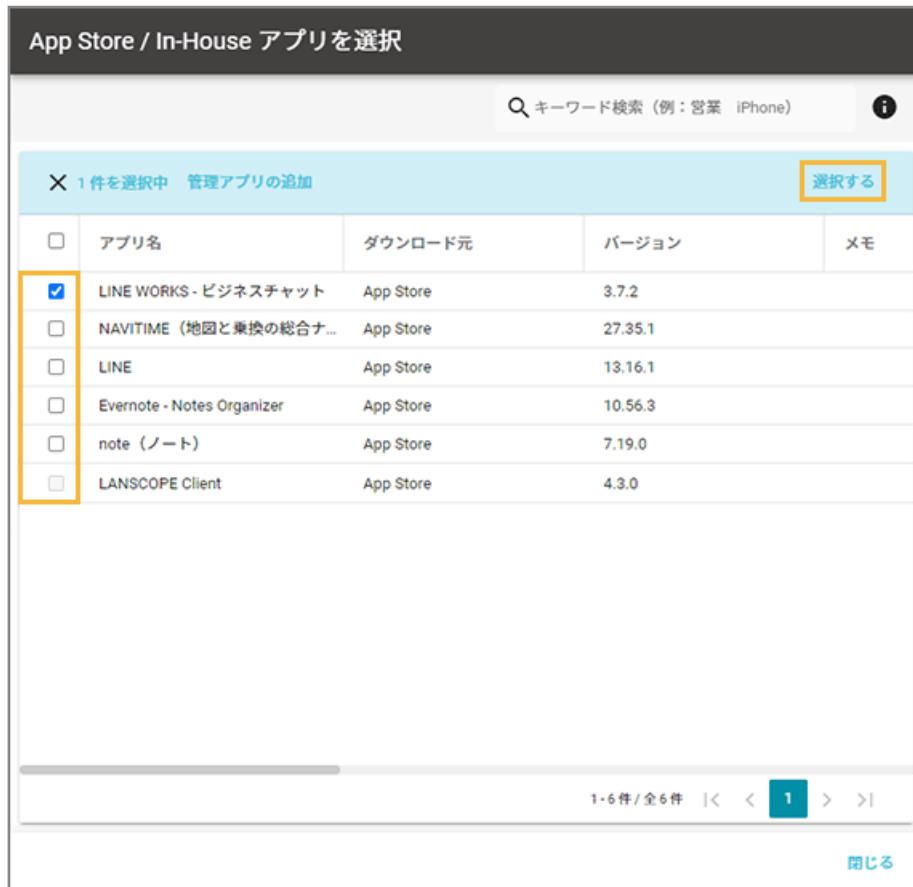 App Store / In-House アプリを選択
キーワード検索（例：営業　iPhone）
1 件を選択中 管理アプリの追加 選択する
アプリ名 ダウンロード元 バージョン メモ
LINE WORKS - ビジネスチャット App Store 3.7.2
NAVITIME（地図と乗換の総合ナ... App Store 27.35.1
LINE App Store 13.16.1
Evernote - Notes Organizer App Store 10.56.3
note（ノート） App Store 7.19.0
LANSCOPE Client App Store 4.3.0
1 - 6 件 / 全 6 件 1
閉じる